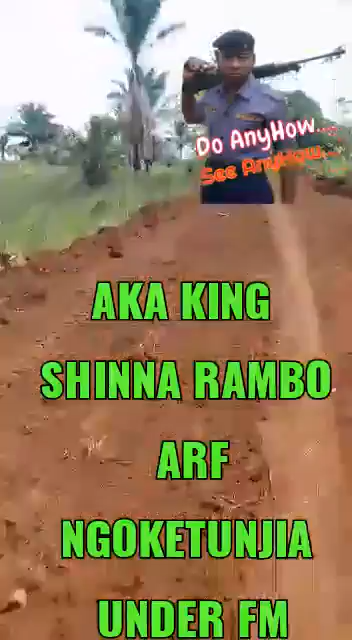 Do AnyHow....
See AnyHow....
AKA KING
SHINNA RAMBO
ARF
NGOKETUNJIA
UNDER FM